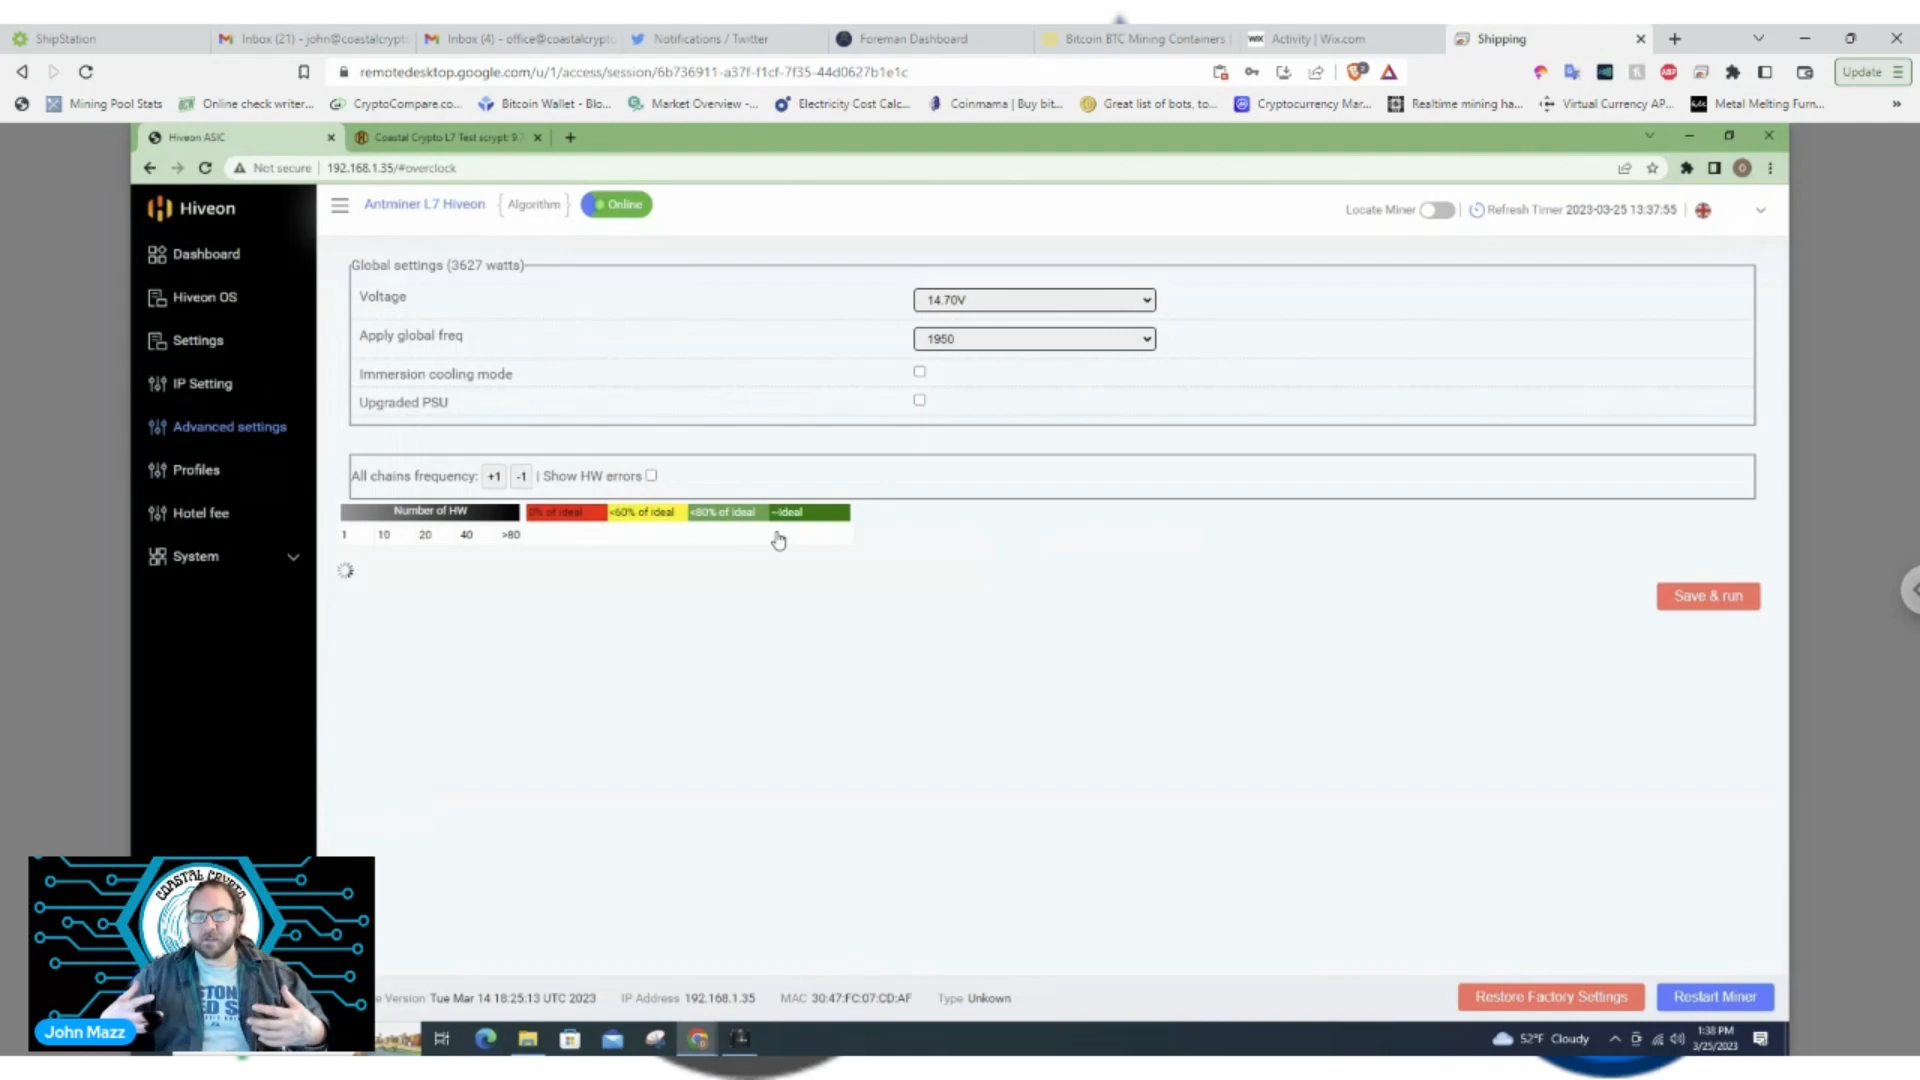 ShipStation
Inbox (21) - john@coastalcrypto
Inbox (4) - office@coastalcrypto
Notifications / Twitter
Foreman Dashboard
Bitcoin BTC Mining Containers
WIX Activity | Wix.com
Shipping
remotedesktop.google.com/u/1/access/session/6b736911-a37f-f1cf-7f35-44d0627b1e1c
ABP
Update
Mining Pool Stats
Online check writer...
CryptoCompare.co...
Bitcoin Wallet - Blo...
Market Overview -...
Electricity Cost Calc...
Coinmama | Buy bit...
Great list of bots, to...
Cryptocurrency Mar...
Realtime mining ha...
Virtual Currency AP...
Metal Melting Furn...
Hiveon ASIC
Coastal Crypto L7 Test scrypt: 9.7
Not secure
192.168.1.35/#overclock
Hiveon
Antminer L7 Hiveon
{ Algorithm }
Online
Locate Miner
Refresh Timer 2023-03-25 13:37:55
Dashboard
Hiveon OS
Settings
IP Setting
Advanced settings
Profiles
Hotel fee
System
Global settings (3627 watts)
Voltage
14.70V
Apply global freq
1950
Immersion cooling mode
Upgraded PSU
All chains frequency: +1 -1 | Show HW errors
Number of HW
0% of ideal
<60% of ideal
<80% of ideal
~Ideal
1 10 20 40 >80
Save & run
COASTAL CRYPTO
John Mazz
e Version Tue Mar 14 18:25:13 UTC 2023
IP Address 192.168.1.35
MAC 30:47:FC:07:CD:AF
Type Unkown
Restore Factory Settings
Restart Miner
52°F Cloudy
1:38 PM
3/25/2023